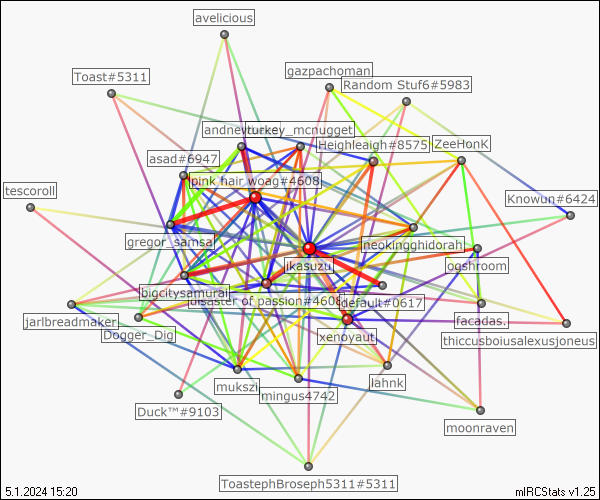 avelicious
gazpachoman
Toast#5311
Random Stuf6#5983
turkey_mcnugget
Heighleaigh#8575
ZeeHonK
asad#6947
pink hair woag#4608
tescoroll
Knowun#6424
gregor_samsa
neokingghidorah
ikasuzu
ogshroom
bigcitysamurai
disaster of passion#4608
default#0617
jarlbreadmaker
Dogger_Dig
xenoyaut
facadas.
thiccusboiusalexusjoneus
mukszi
mingus4742
lahnk
Duck™#9103
moonraven
ToastephBroseph5311#5311
5.1.2024 15:20
mIRCStats v1.25